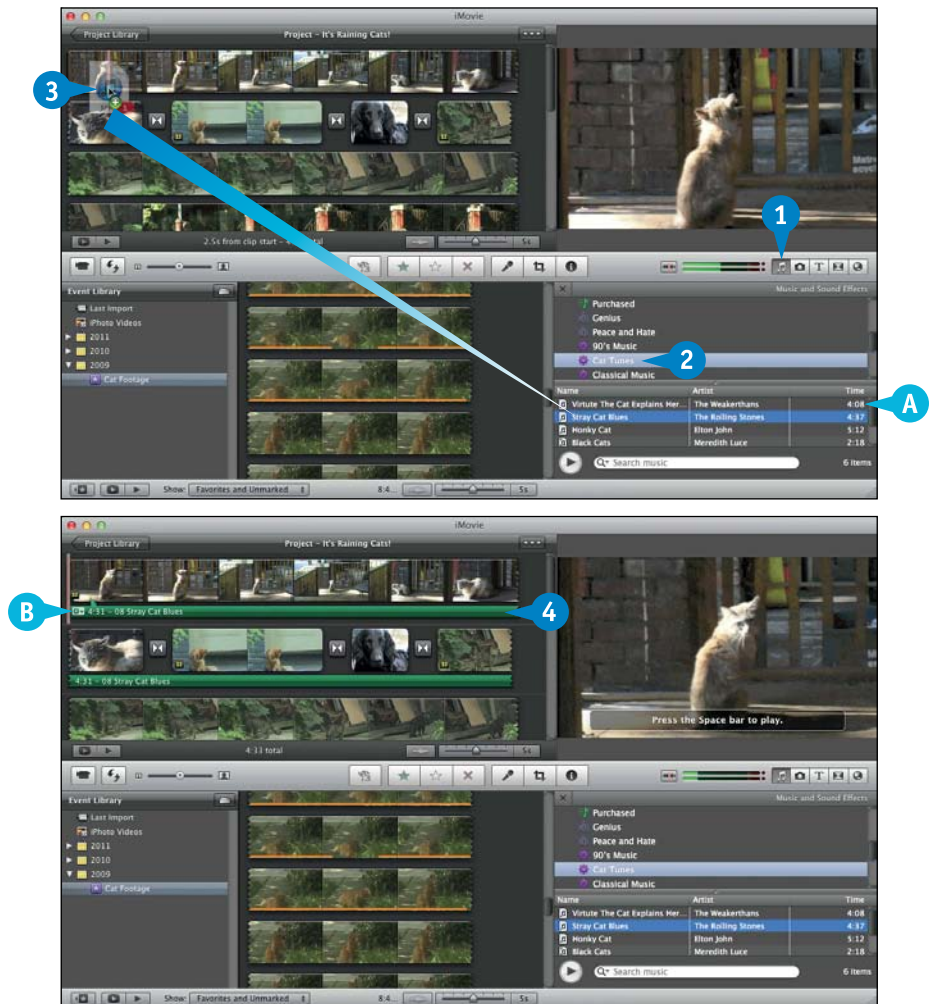 iMovie
Project Library
Project - It's Raining Cats!
3
Metro
1
2.5s from clip start -
total
5s
T
Event Library
Last Import
iPhoto Videos
2011
2010
2009
Cat Footage
Music and Sound Effects
Purchased
Genius
Peace and Hate
90's Music
Cat Tunes
2
Classical Music
Name Artist Time
Virtute The Cat Explains Her... The Weakerthans 4:08
A
Stray Cat Blues The Rolling Stones 4:37
Honky Cat Elton John 5:12
Black Cats Meredith Luce 2:18
Search music
6 items
Show: Favorites and Unmarked
8:4...
5s
iMovie
Project Library
Project - It's Raining Cats!
B
4:31 - 08 Stray Cat Blues
4
4:31 - 08 Stray Cat Blues
Press the Space bar to play.
4:33 total
5s
T
Event Library
Last Import
iPhoto Videos
2011
2010
2009
Cat Footage
Music and Sound Effects
Purchased
Genius
Peace and Hate
90's Music
Cat Tunes
Classical Music
Name Artist Time
Virtute The Cat Explains Her... The Weakerthans 4:08
Stray Cat Blues The Rolling Stones 4:37
Honky Cat Elton John 5:12
Black Cats Meredith Luce 2:18
Search music
6 items
Show: Favorites and Unmarked
8:4...
5s